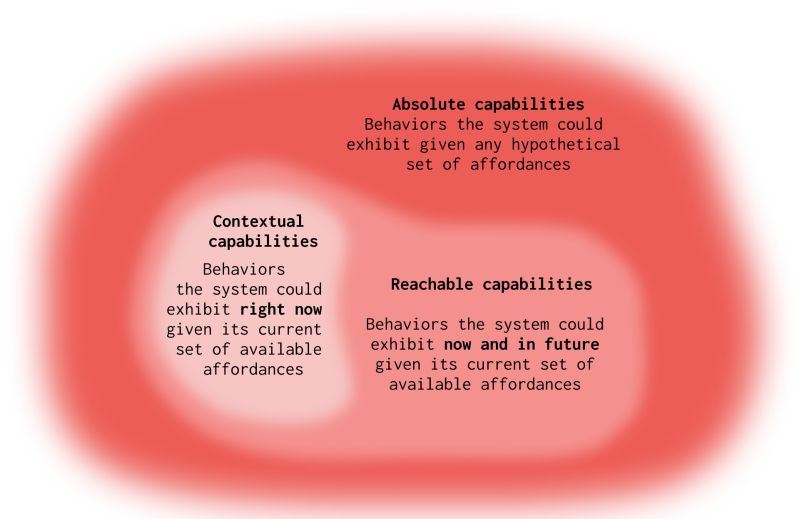 Absolute capabilities
Behaviors the system could
exhibit given any hypothetical
set of affordances
Contextual
capabilities
Behaviors
the system could
exhibit right now
given its current
set of available
affordances
Reachable capabilities
Behaviors the system could
exhibit now and in future
given its current set of
available affordances